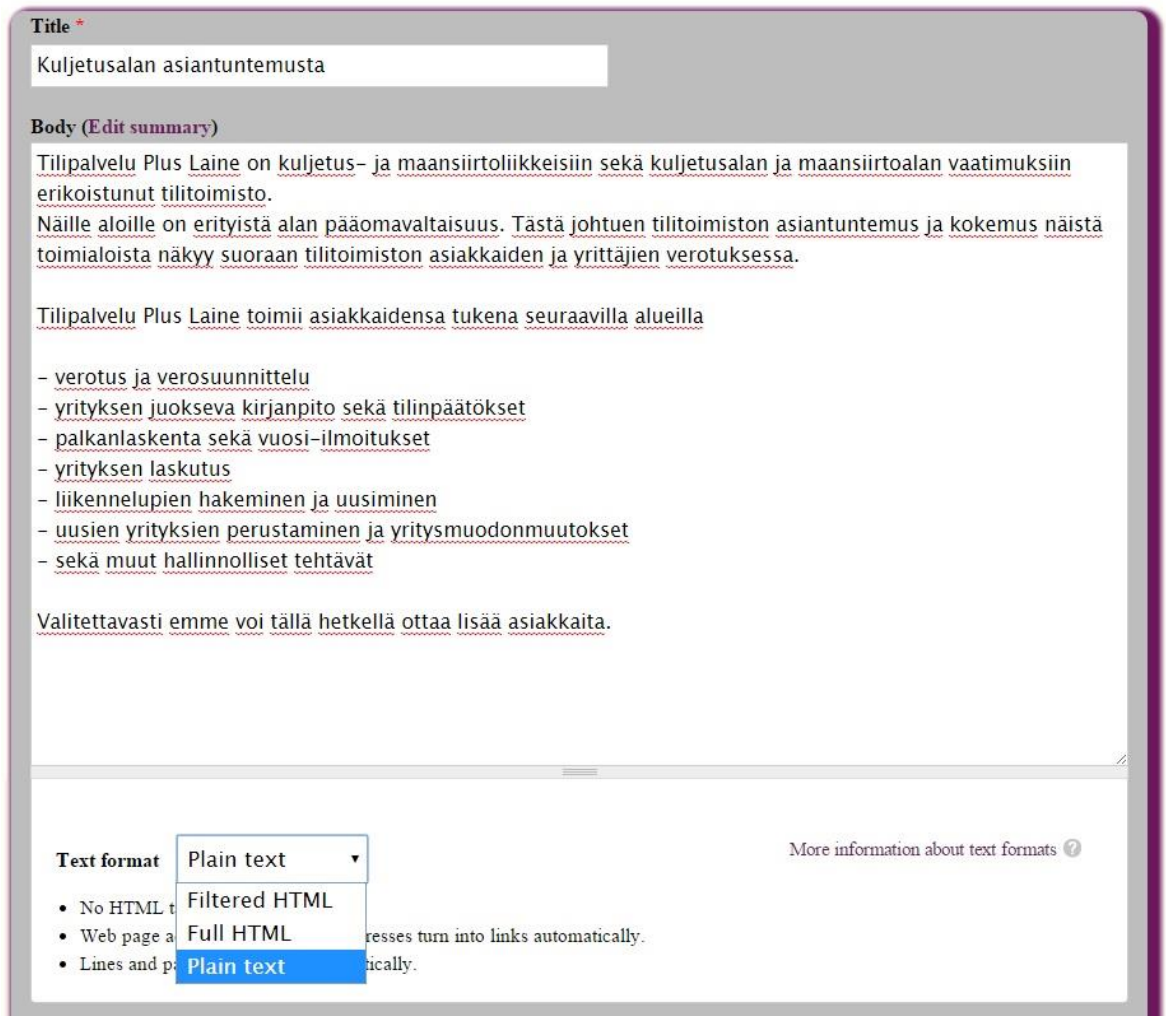 Title *
Kuljetusalan asiantuntemusta
Body (Edit summary)
Tilipalvelu Plus Laine on kuljetus- ja maansiirtoliikkeisiin sekä kuljetusalan ja maansiirtoalan vaatimuksiin
erikoistunut tilitoimisto.
Näille aloille on erityistä alan pääomavaltaisuus. Tästä johtuen tilitoimiston asiantuntemus ja kokemus näistä
toimialoista näkyy suoraan tilitoimiston asiakkaiden ja yrittäjien verotuksessa.
Tilipalvelu Plus Laine toimii asiakkaidensa tukena seuraavilla alueilla
- verotus ja verosuunnittelu
- yrityksen juokseva kirjanpito sekä tilinpäätökset
- palkanlaskenta sekä vuosi-ilmoitukset
- yrityksen laskutus
- liikennelupien hakeminen ja uusiminen
- uusien yrityksien perustaminen ja yritysmuodonmuutokset
- sekä muut hallinnolliset tehtävät
Valitettavasti emme voi tällä hetkellä ottaa lisää asiakkaita.
Text format Plain text More information about text formats ?
Filtered HTML
• No HTML
Full HTML
• Web page resses turn into links automatically.
Plain text
• Lines and tically.